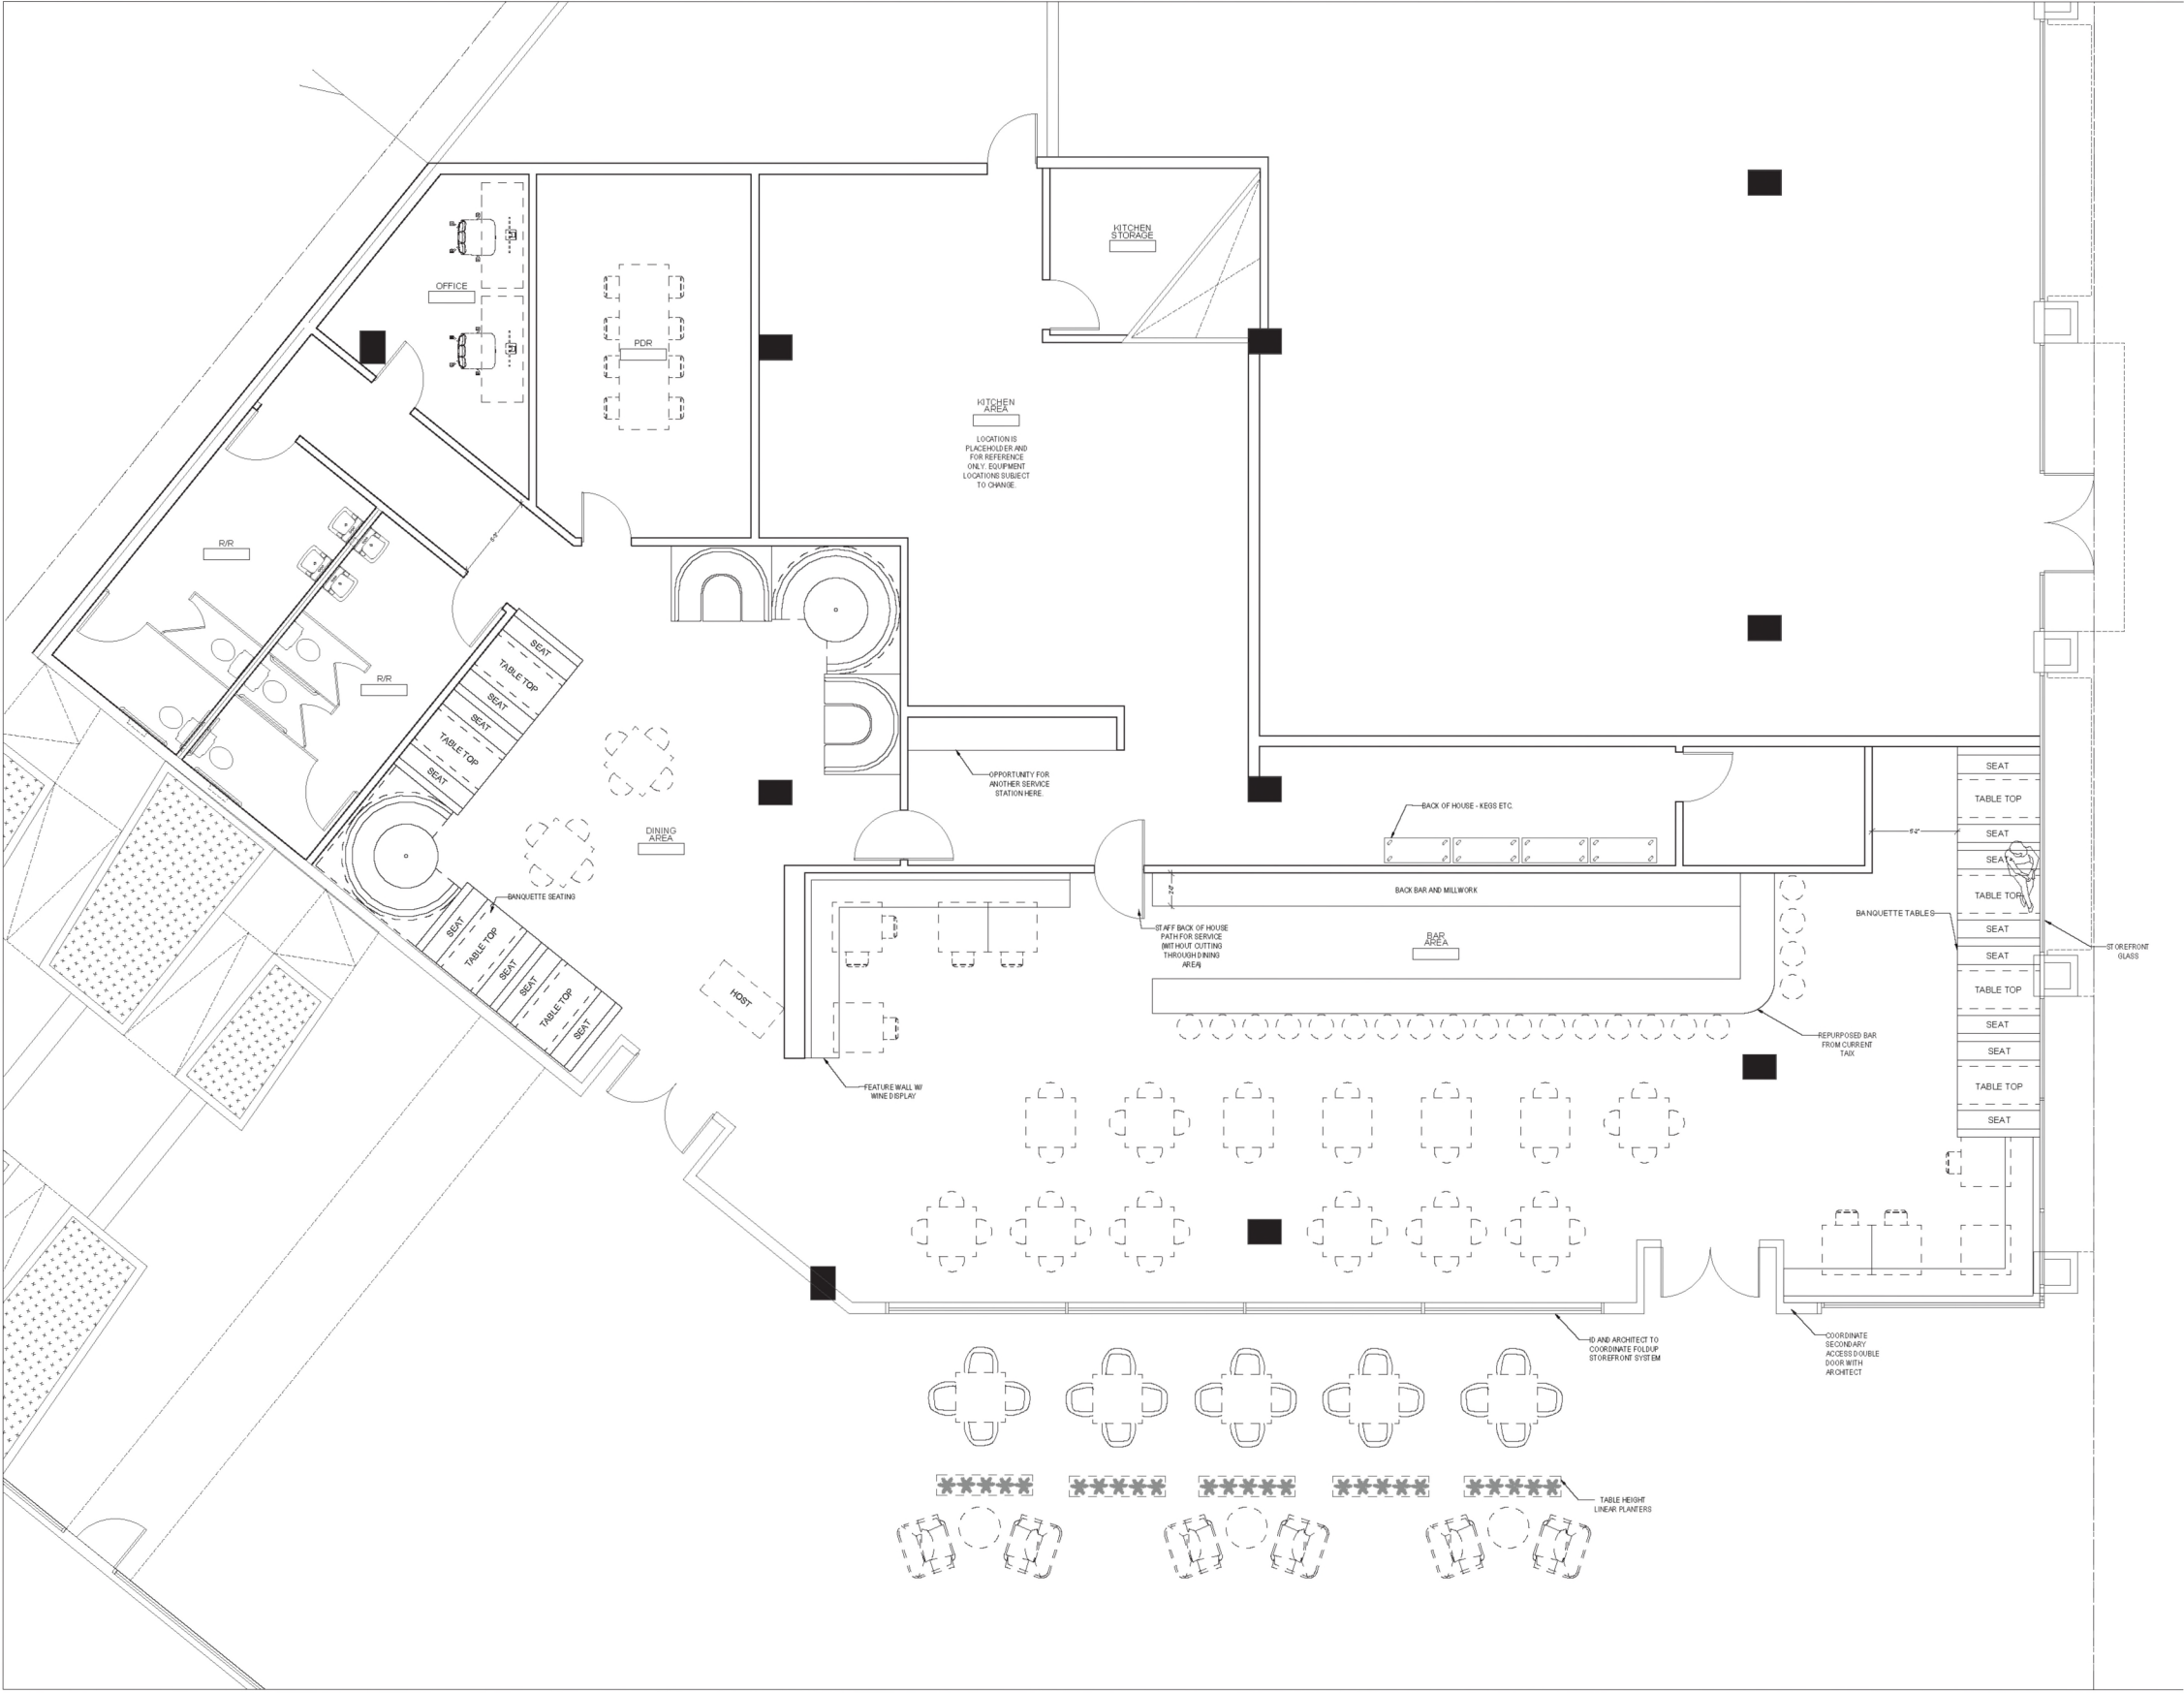 KITCHEN
STORAGE
OFFICE
PDR
KITCHEN
AREA
LOCATION IS
PLACEHOLDER AND
FOR REFERENCE
ONLY. EQUIPMENT
LOCATIONS SUBJECT
TO CHANGE.
R/R
R/R
5'-3"
SEAT
TABLE TOP
SEAT
SEAT
TABLE TOP
SEAT
OPPORTUNITY FOR
ANOTHER SERVICE
STATION HERE.
BACK OF HOUSE - KEGS ETC.
DINING
AREA
BANQUETTE SEATING
SEAT
TABLE TOP
SEAT
SEAT
TABLE TOP
SEAT
HOST
FEATURE WALL W/
WINE DISPLAY
STAFF BACK OF HOUSE
PATH FOR SERVICE
(WITHOUT CUTTING
THROUGH DINING
AREA)
BACK BAR AND MILLWORK
BAR
AREA
REPURPOSED BAR
FROM CURRENT
TAIX
SEAT
TABLE TOP
SEAT
SEAT
TABLE TOP
SEAT
SEAT
TABLE TOP
SEAT
SEAT
TABLE TOP
SEAT
BANQUETTE TABLES
STOREFRONT
GLASS
ID AND ARCHITECT TO
COORDINATE FOLDUP
STOREFRONT SYSTEM
COORDINATE
SECONDARY
ACCESS DOUBLE
DOOR WITH
ARCHITECT
TABLE HEIGHT
LINEAR PLANTERS